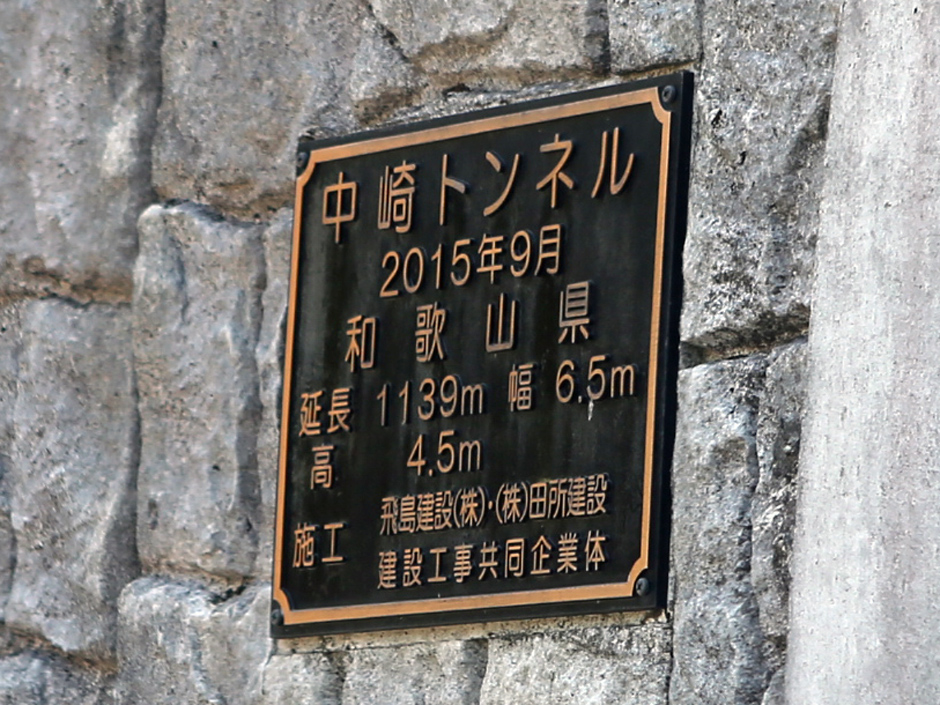 中崎トンネル
2015年9月
和歌山県
延長 1139m 幅 6.5m
高 4.5m
施工 飛島建設(株)・(株)田所建設
建設工事共同企業体